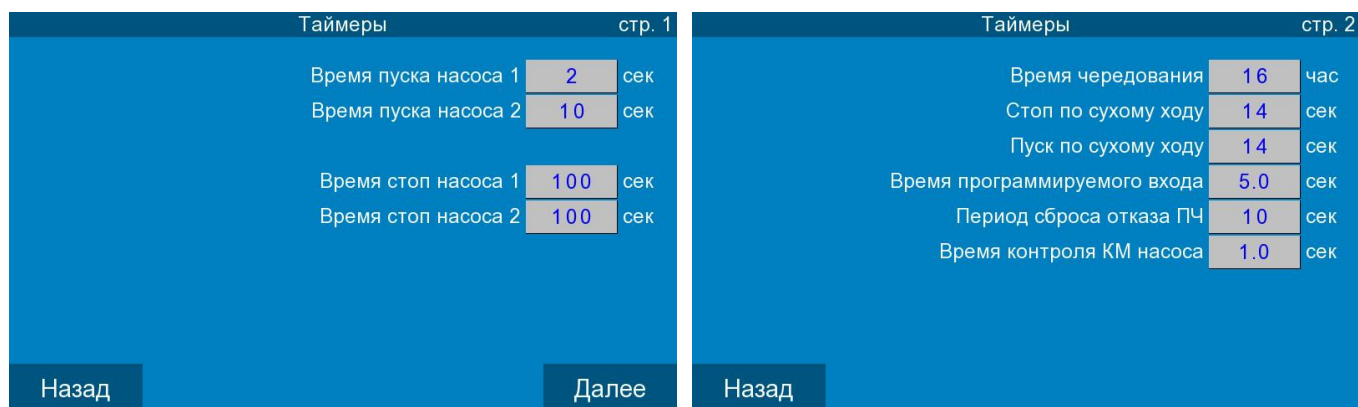 Таймеры стр. 1
Время пуска насоса 1 2 сек
Время пуска насоса 2 10 сек
Время стоп насоса 1 100 сек
Время стоп насоса 2 100 сек
Назад Далее
Таймеры стр. 2
Время чередования 16 час
Стоп по сухому ходу 14 сек
Пуск по сухому ходу 14 сек
Время программируемого входа 5.0 сек
Период сброса отказа ПЧ 10 сек
Время контроля КМ насоса 1.0 сек
Назад